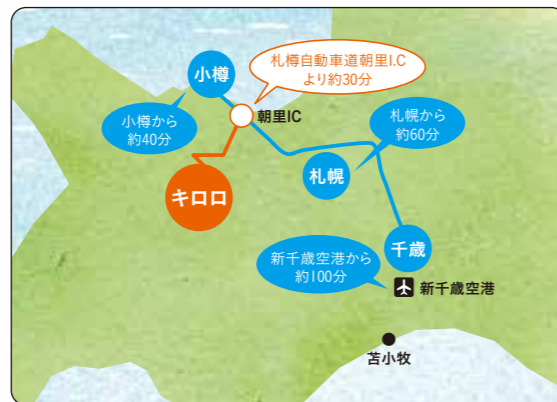 札樽自動車道朝里I.C
より約30分
小樽
朝里IC
小樽から
約40分
札幌から
約60分
札幌
キロロ
千歳
新千歳空港から
約100分
新千歳空港
苫小牧